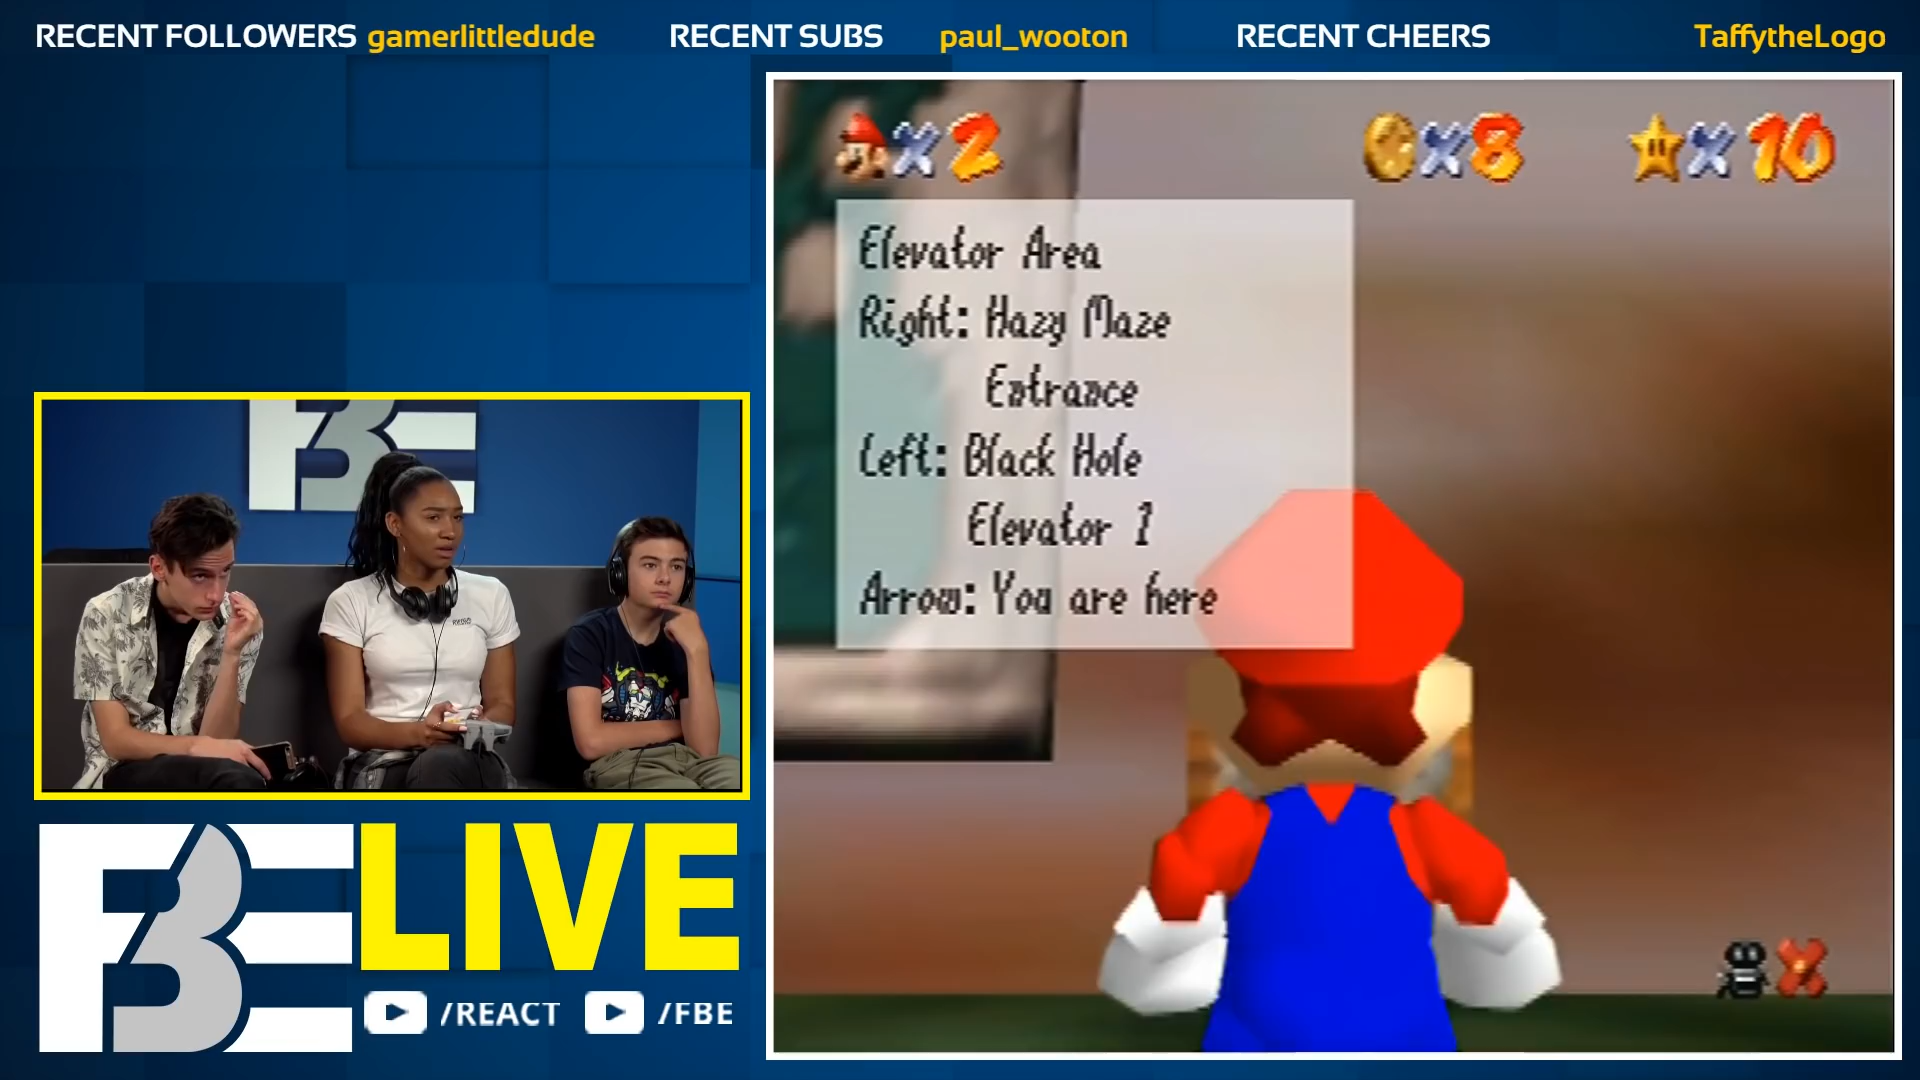 RECENT FOLLOWERS gamerlittledude RECENT SUBS paul_wooton RECENT CHEERS TaffytheLogo
x 2 x 8 x 10
Elevator Area
Right: Hazy Maze
Entrance
Left: Black Hole
Elevator 1
Arrow: You are here
FBE
FBE LIVE
/REACT /FBE